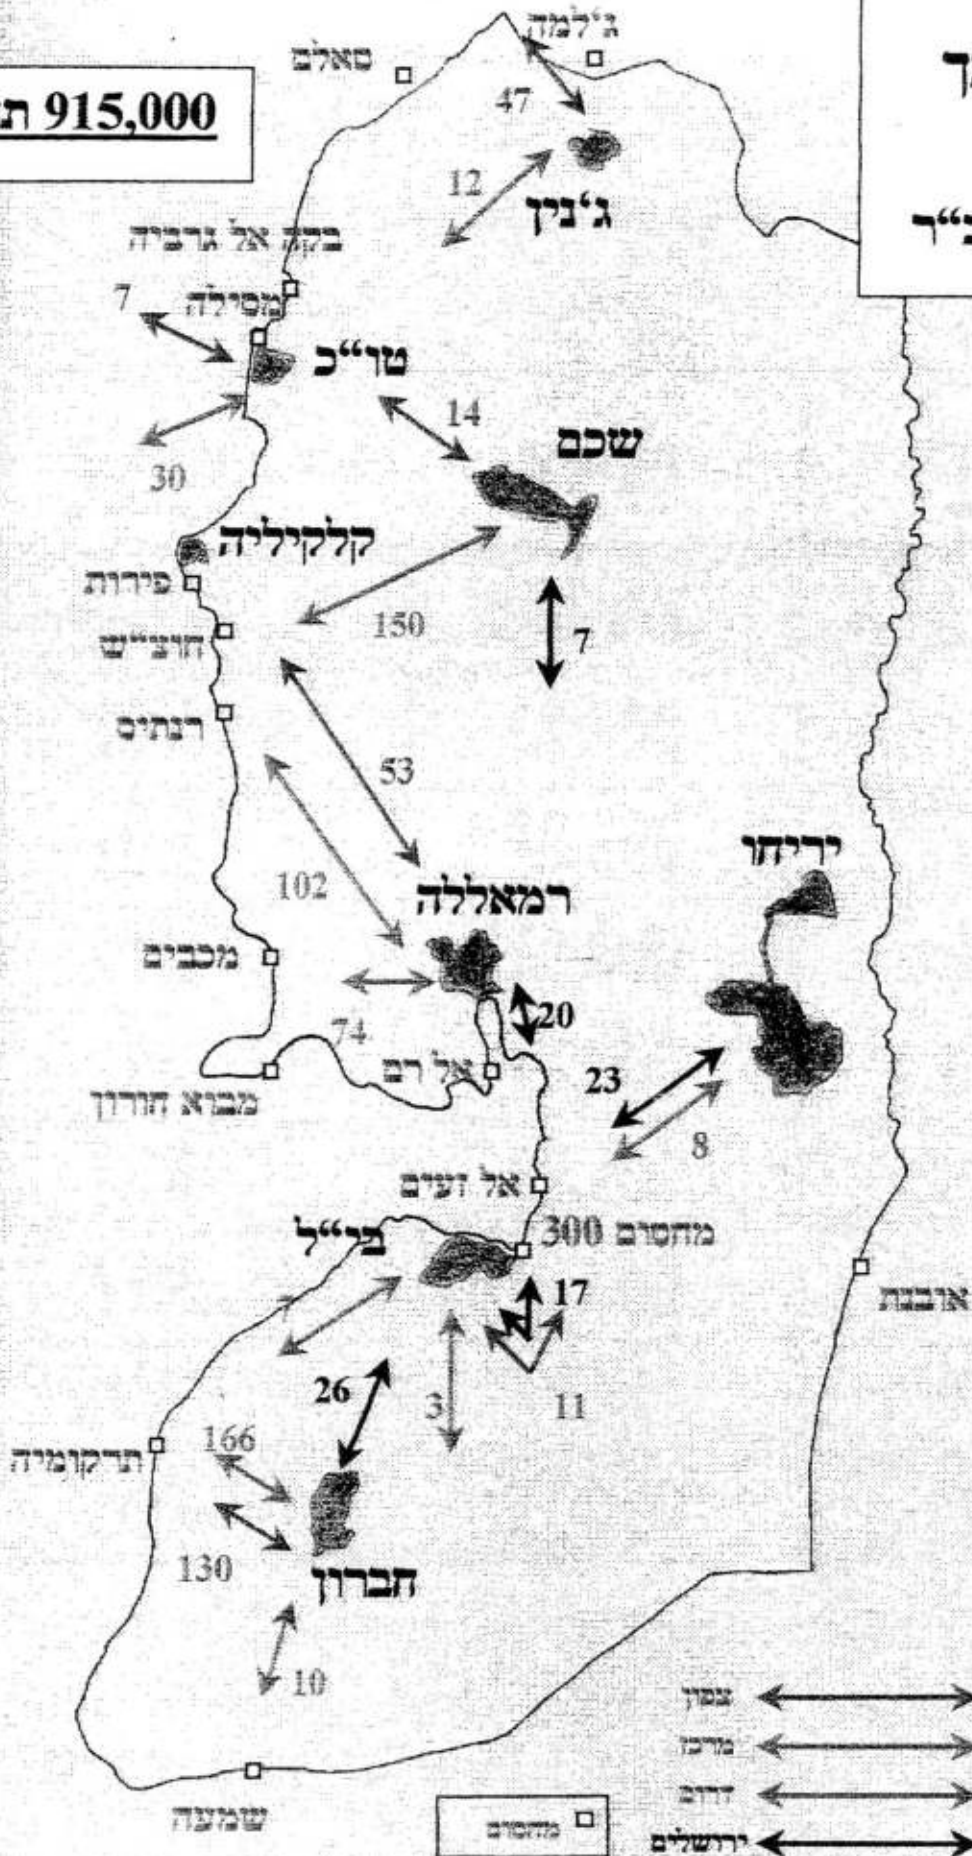 ג'למה
סאלם
47
915,000
12
ג'נין
בקה אל גרביה
7
מסילה
טו"כ
14
שכם
30
קלקיליה
פירות
150
7
חוצ"ש
רנתיס
53
יריחו
102
רמאללה
מכבים
20
74
אל רם
23
מבוא חורון
8
אל זעים
בי"ל
מחסום 300
17
אובנת
7
26
3
11
166
תרקומיה
130
חברון
10
צפון
מרכז
דרום
ירושלים
שמעה
מחסום